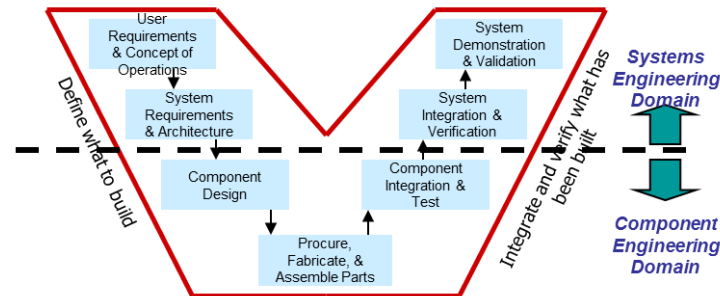 User
Requirements
& Concept of
Operations
System
Requirements
& Architecture
Component
Design
Procure,
Fabricate, &
Assemble Parts
Component
Integration &
Test
System
Integration &
Verification
System
Demonstration
& Validation
Define what to build
Integrate and verify what has
been built
Systems
Engineering
Domain
Component
Engineering
Domain